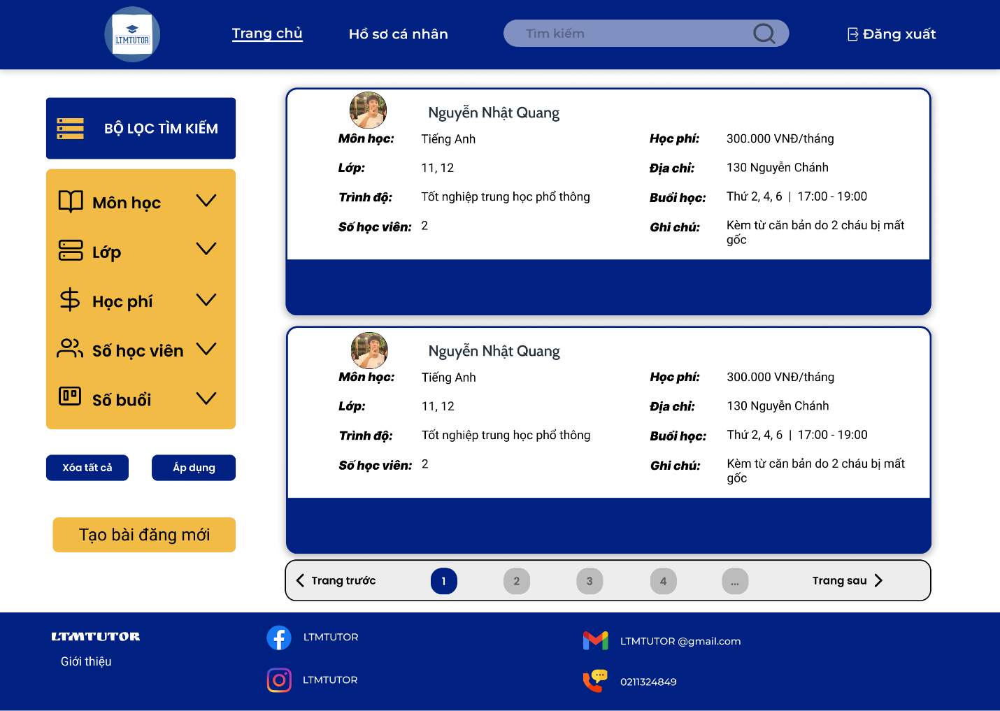 LTMTUTOR
Trang chủ
Hồ sơ cá nhân
Tìm kiếm
Đăng xuất
BỘ LỌC TÌM KIẾM
Môn học
Lớp
Học phí
Số học viên
Số buổi
Xóa tất cả
Áp dụng
Tạo bài đăng mới
Nguyễn Nhật Quang
Môn học: Tiếng Anh
Học phí: 300.000 VNĐ/tháng
Lớp: 11, 12
Địa chỉ: 130 Nguyễn Chánh
Trình độ: Tốt nghiệp trung học phổ thông
Buổi học: Thứ 2, 4, 6 | 17:00 - 19:00
Số học viên: 2
Ghi chú: Kèm từ căn bản do 2 cháu bị mất
gốc
Nguyễn Nhật Quang
Môn học: Tiếng Anh
Học phí: 300.000 VNĐ/tháng
Lớp: 11, 12
Địa chỉ: 130 Nguyễn Chánh
Trình độ: Tốt nghiệp trung học phổ thông
Buổi học: Thứ 2, 4, 6 | 17:00 - 19:00
Số học viên: 2
Ghi chú: Kèm từ căn bản do 2 cháu bị mất
gốc
Trang trước
1
2
3
4
...
Trang sau
LTMTUTOR
Giới thiệu
LTMTUTOR
LTMTUTOR
LTMTUTOR @gmail.com
0211324849